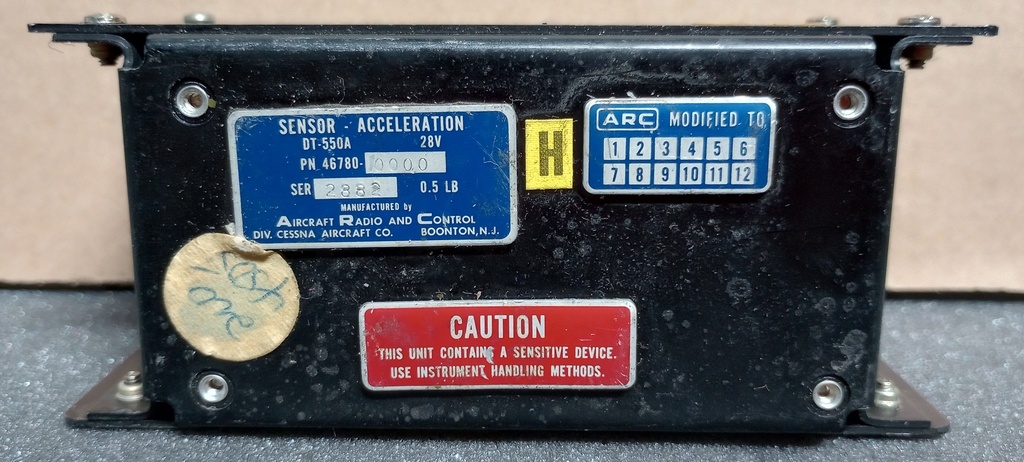 SENSOR - ACCELERATION
DT-550A 28V
PN 46780-0000
SER 2882 0.5 LB
MANUFACTURED by
AIRCRAFT RADIO AND CONTROL
DIV. CESSNA AIRCRAFT CO. BOONTON, N.J.
H
ARC MODIFIED TO
1 2 3 4 5 6
7 8 9 10 11 12
CAUTION
THIS UNIT CONTAINS A SENSITIVE DEVICE.
USE INSTRUMENT HANDLING METHODS.